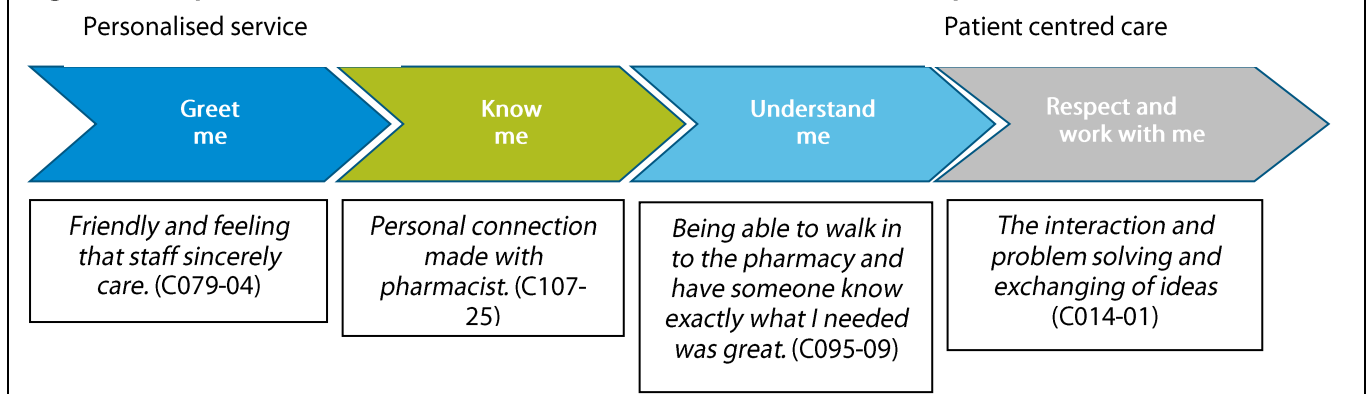 Personalised service
Patient centred care
Greet
me
Know
me
Understand
me
Respect and
work with me
Friendly and feeling
that staff sincerely
care. (C079-04)
Personal connection
made with
pharmacist. (C107-
25)
Being able to walk in
to the pharmacy and
have someone know
exactly what I needed
was great. (C095-09)
The interaction and
problem solving and
exchanging of ideas
(C014-01)